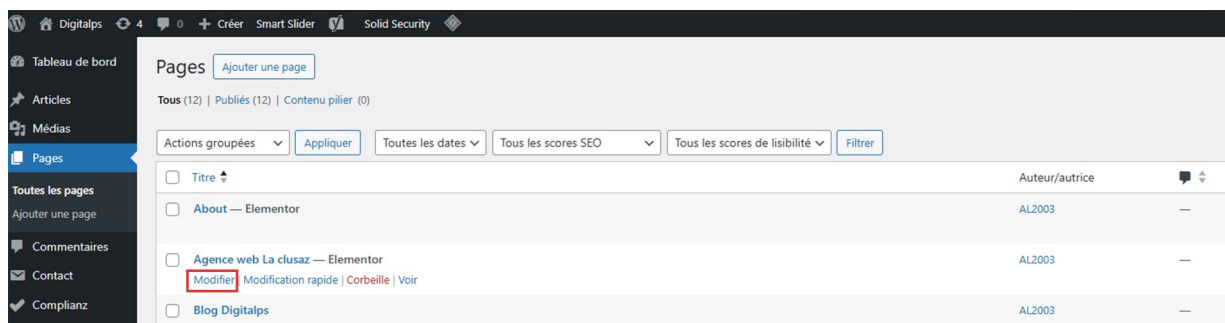 Digitalps 4 0 + Créer Smart Slider Solid Security
Tableau de bord
Articles
Médias
Pages
Toutes les pages
Ajouter une page
Commentaires
Contact
Complianz
Pages Ajouter une page
Tous (12) | Publiés (12) | Contenu pilier (0)
Actions groupées Appliquer Toutes les dates Tous les scores SEO Tous les scores de lisibilité Filtrer
Titre Auteur/autrice
About — Elementor AL2003 —
Agence web La clusaz — Elementor AL2003 —
Modifier | Modification rapide | Corbeille | Voir
Blog Digitalps AL2003 —